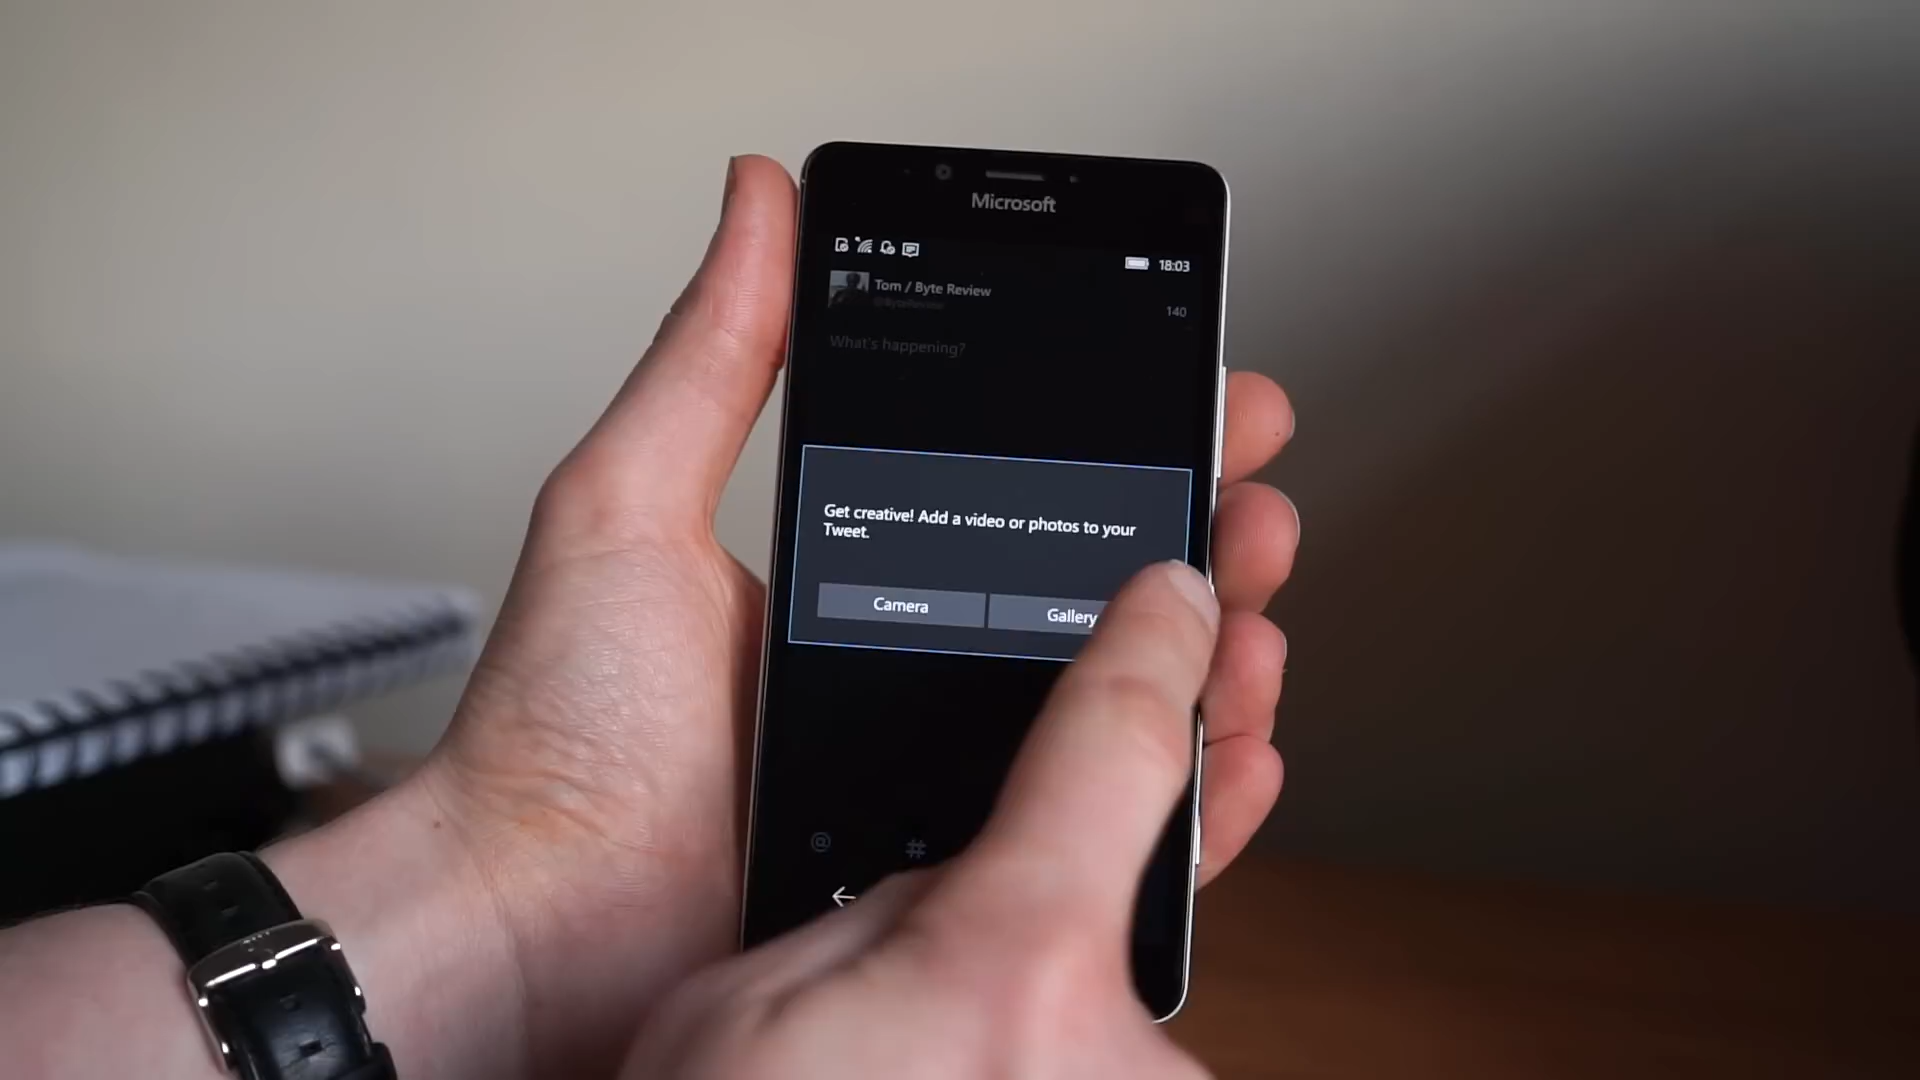 Microsoft
18:03
Tom / Byte Review
@ByteReview
140
What's happening?
Get creative! Add a video or photos to your
Tweet.
Camera
Gallery
@
#